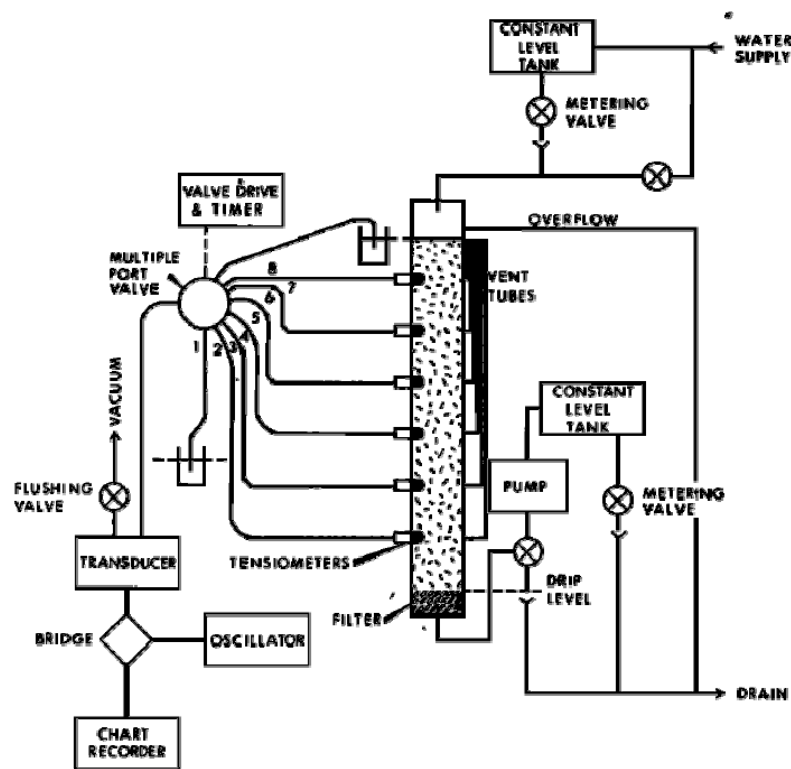 CONSTANT
LEVEL
TANK
WATER
SUPPLY
METERING
VALVE
VALVE DRIVE
& TIMER
OVERFLOW
MULTIPLE
PORT
VALVE
8
7
6
5
4
3
2
1
VENT
TUBES
VACUUM
CONSTANT
LEVEL
TANK
FLUSHING
VALVE
PUMP
METERING
VALVE
TRANSDUCER
TENSIOMETERS
DRIP
LEVEL
FILTER
BRIDGE
OSCILLATOR
DRAIN
CHART
RECORDER